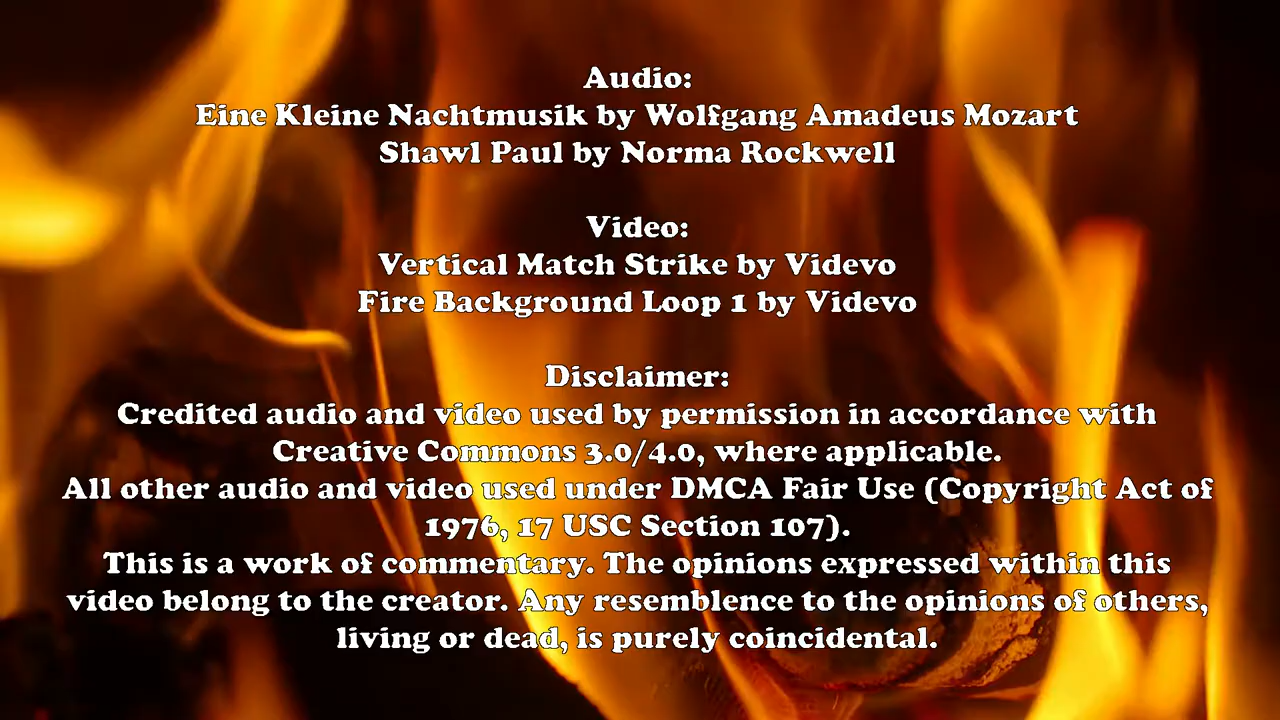 Audio:
Eine Kleine Nachtmusik by Wolfgang Amadeus Mozart
Shawl Paul by Norma Rockwell
Video:
Vertical Match Strike by Videvo
Fire Background Loop 1 by Videvo
Disclaimer:
Credited audio and video used by permission in accordance with
Creative Commons 3.0/4.0, where applicable.
All other audio and video used under DMCA Fair Use (Copyright Act of
1976, 17 USC Section 107).
This is a work of commentary. The opinions expressed within this
video belong to the creator. Any resemblence to the opinions of others,
living or dead, is purely coincidental.